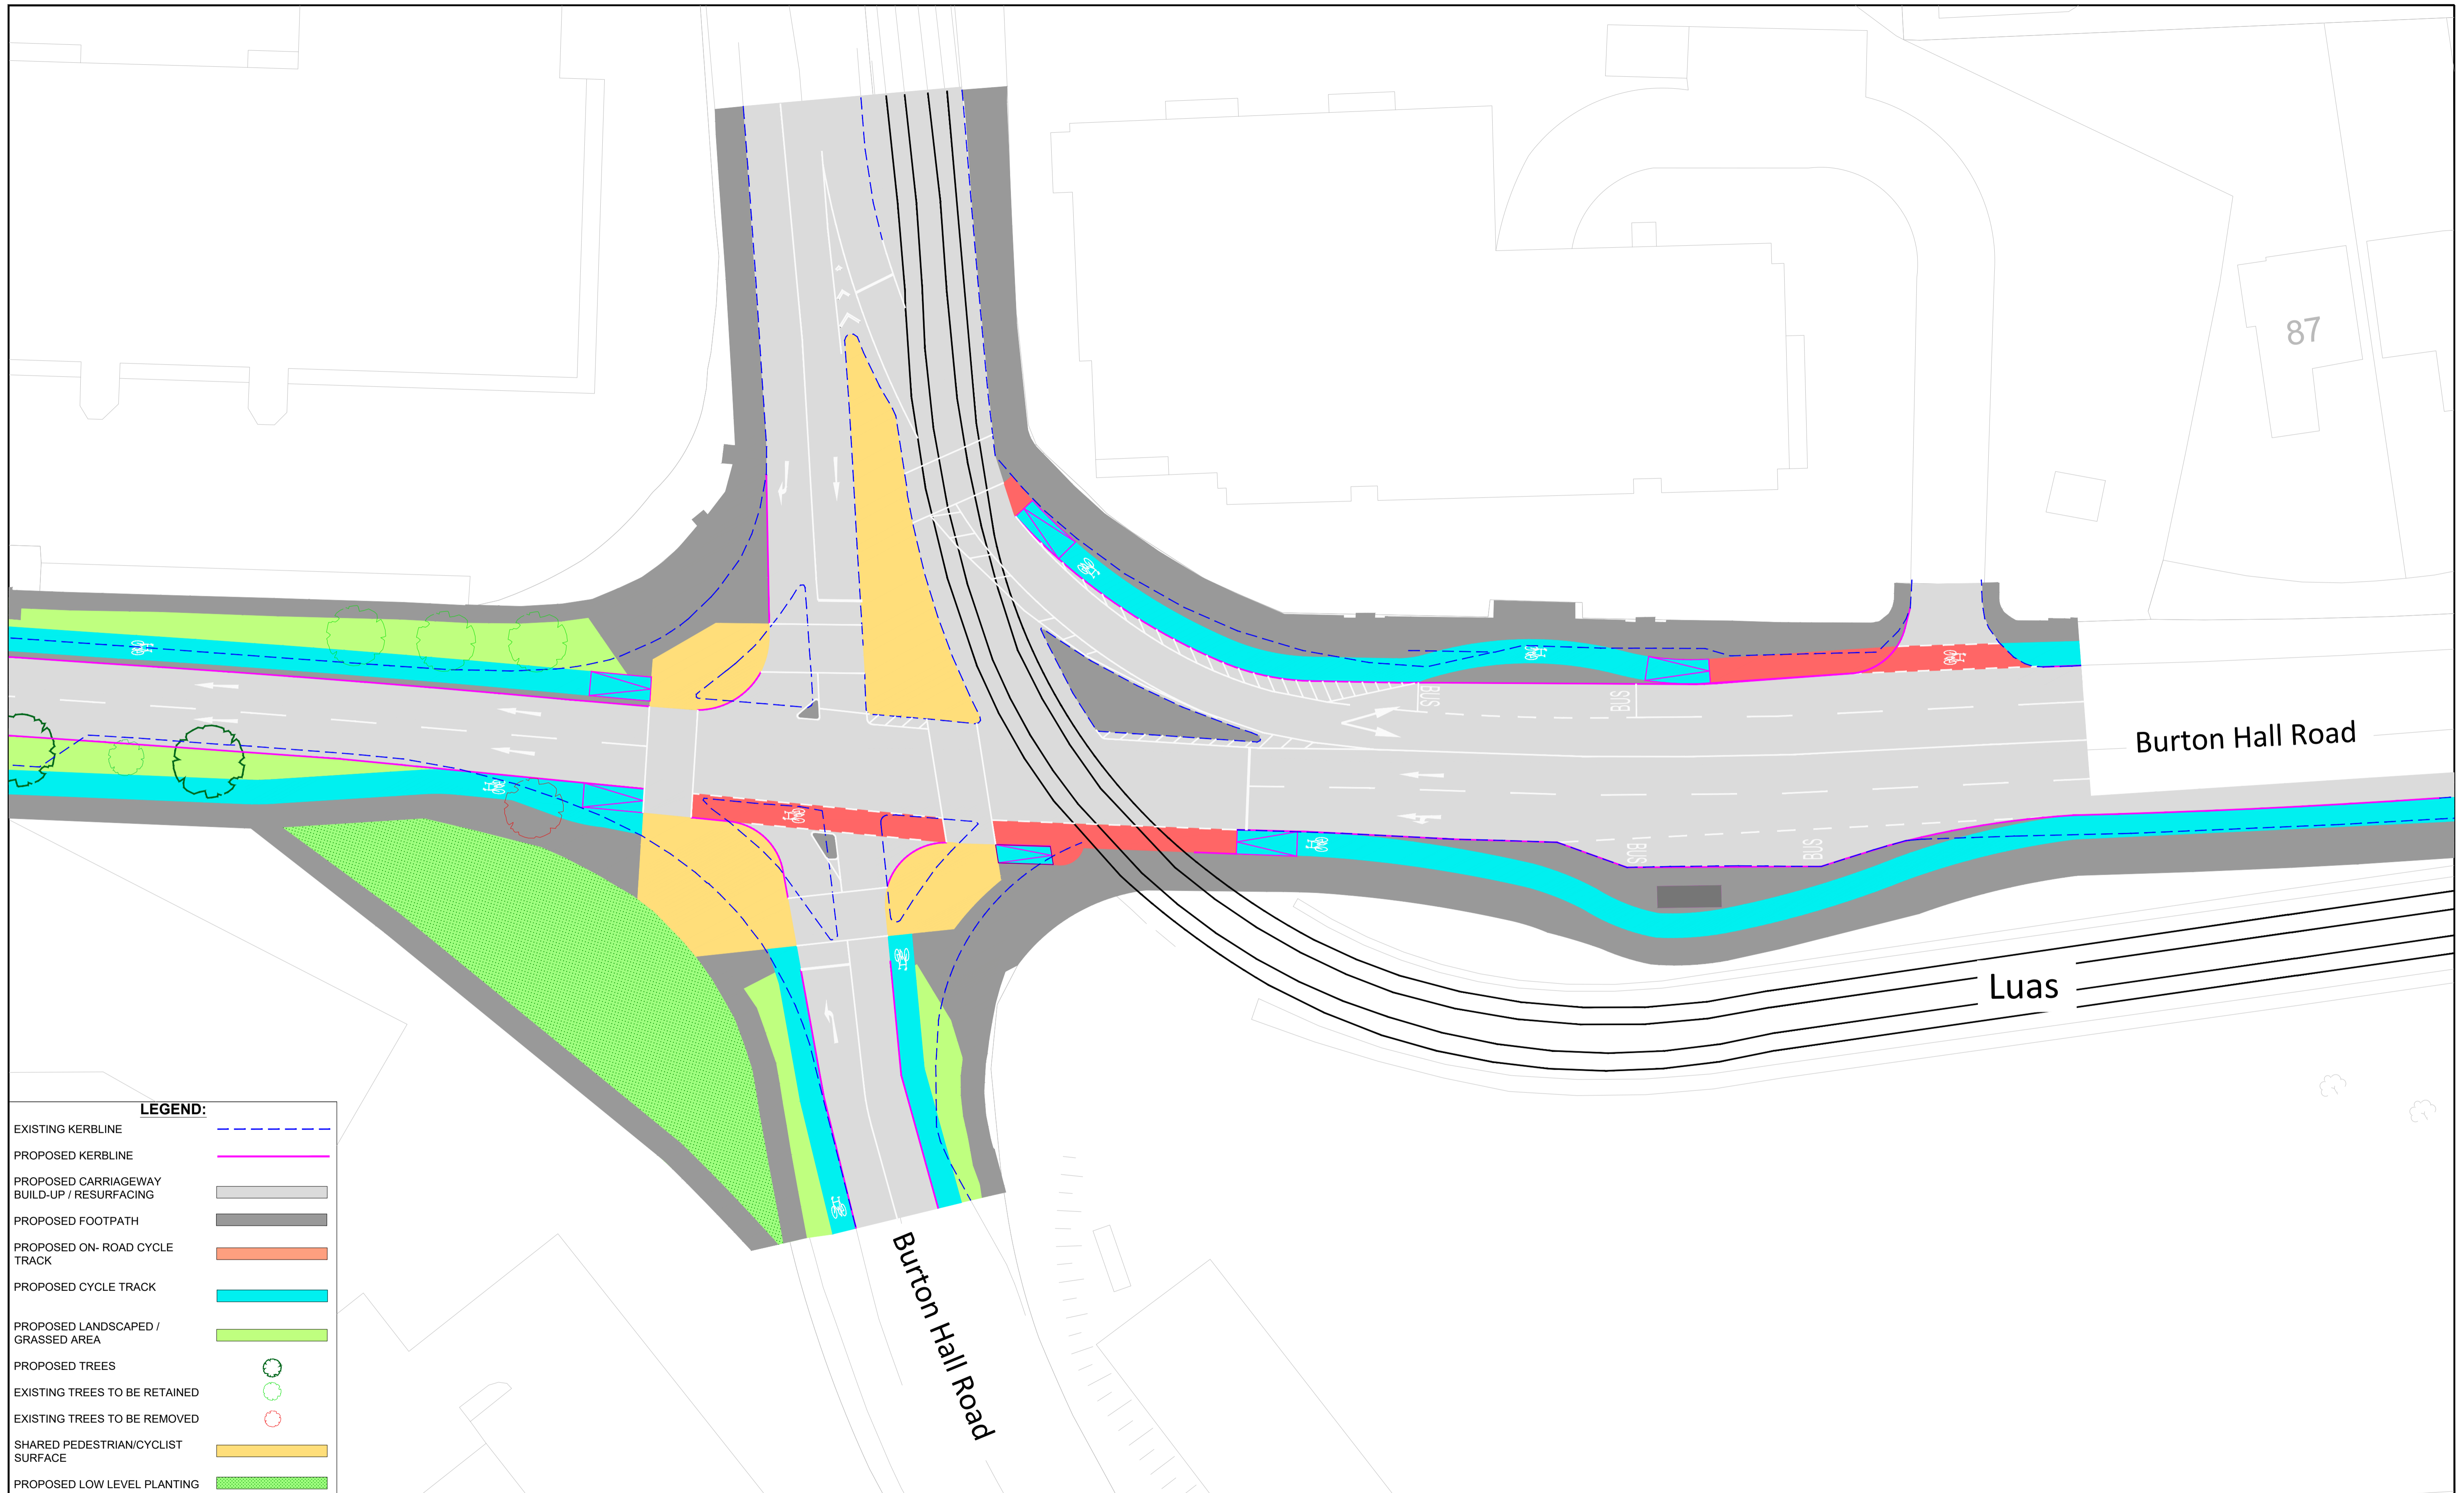 87
BUS
BUS
Burton Hall Road
BUS
BUS
Luas
Burton Hall Road
LEGEND:
EXISTING KERBLINE
PROPOSED KERBLINE
PROPOSED CARRIAGEWAY
BUILD-UP / RESURFACING
PROPOSED FOOTPATH
PROPOSED ON- ROAD CYCLE
TRACK
PROPOSED CYCLE TRACK
PROPOSED LANDSCAPED /
GRASSED AREA
PROPOSED TREES
EXISTING TREES TO BE RETAINED
EXISTING TREES TO BE REMOVED
SHARED PEDESTRIAN/CYCLIST
SURFACE
PROPOSED LOW LEVEL PLANTING